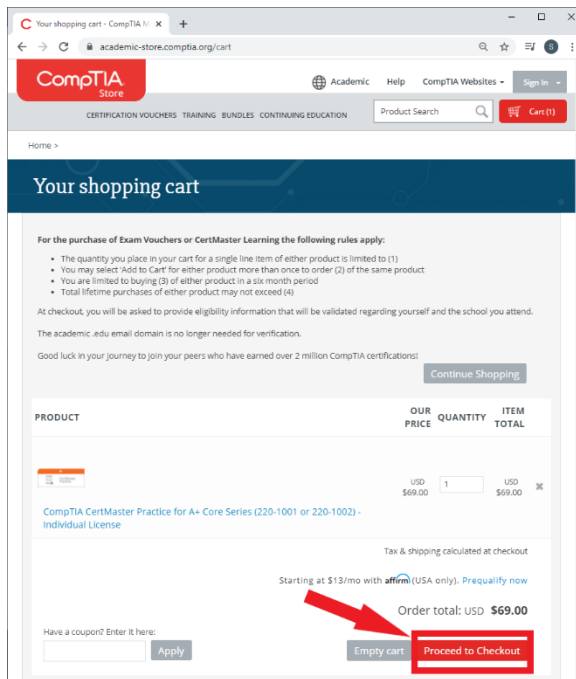 Your shopping cart - CompTIA M
academic-store.comptia.org/cart
S
CompTIA.
Store
Academic Help CompTIA Websites Sign In
CERTIFICATION VOUCHERS TRAINING BUNDLES CONTINUING EDUCATION
Product Search
Cart (1)
Home >
Your shopping cart
For the purchase of Exam Vouchers or CertMaster Learning the following rules apply:
• The quantity you place in your cart for a single line item of either product is limited to (1)
• You may select 'Add to Cart' for either product more than once to order (2) of the same product
• You are limited to buying (3) of either product in a six month period
• Total lifetime purchases of either product may not exceed (4)
At checkout, you will be asked to provide eligibility information that will be validated regarding yourself and the school you attend.
The academic .edu email domain is no longer needed for verification.
Good luck in your journey to join your peers who have earned over 2 million CompTIA certifications!
Continue Shopping
PRODUCT OUR PRICE QUANTITY ITEM TOTAL
USD $69.00 1 USD $69.00
CompTIA CertMaster Practice for A+ Core Series (220-1001 or 220-1002) -
Individual License
Tax & shipping calculated at checkout
Starting at $13/mo with affirm (USA only). Prequalify now
Order total: USD $69.00
Have a coupon? Enter it here:
Apply
Empty cart Proceed to Checkout